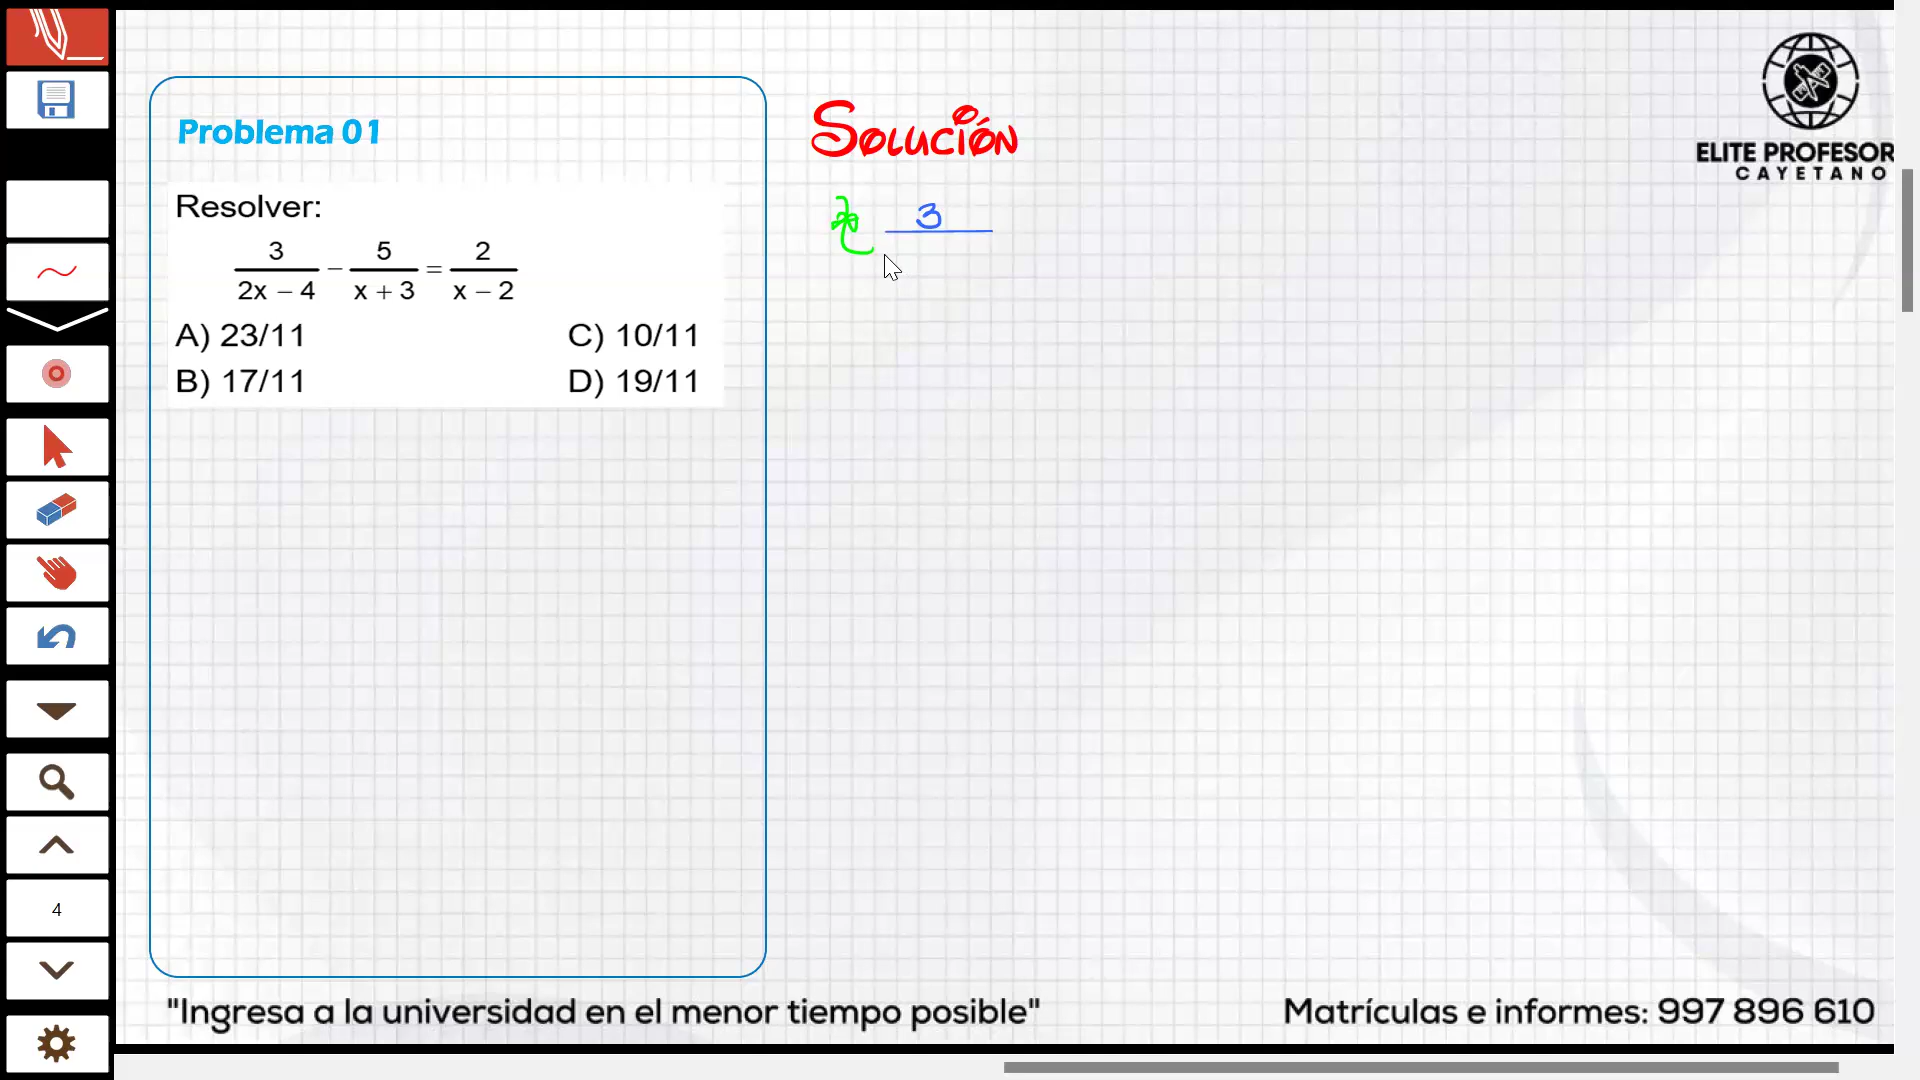 Problema 01
Resolver:
3/(2x − 4) − 5/(x + 3) = 2/(x − 2)
A) 23/11
C) 10/11
B) 17/11
D) 19/11
Solución
3
ELITE PROFESOR
CAYETANO
4
"Ingresa a la universidad en el menor tiempo posible"
Matrículas e informes: 997 896 610